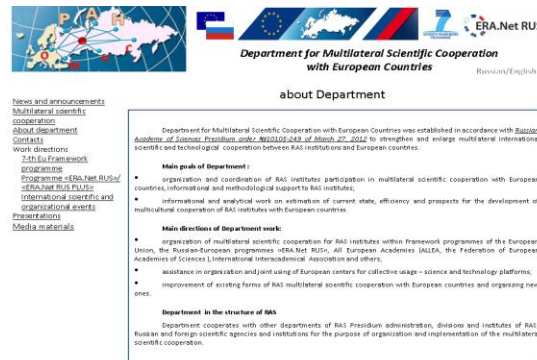 Р А Н
О М Н С
7
ERA.Net RUS
Department for Multilateral Scientific Cooperation
with European Countries
Russian/English
about Department
News and announcements
Multilateral scientific
cooperation
About department
Contacts
Work directions
7-th Eu Framework
programme
Programme «ERA.Net RUS»/
«ERA.Net RUS PLUS»
International scientific and
organizational events
Presentations
Media materials
Department for Multilateral Scientific Cooperation with European Countries was established in accordance with Russian
Academy of Sciences Presidium order №10105-249 of March 27, 2012 to strengthen and enlarge multilateral international
scientific and technological cooperation between RAS institutions and European countries.
Main goals of Department :
• organization and coordination of RAS institutes participation in multilateral scientific cooperation with European
countries, informational and methodological support to RAS institutes;
• informational and analytical work on estimation of current state, efficiency and prospects for the development of
multicultural cooperation of RAS institutes with European countries.
Main directions of Department work:
• organization of multilateral scientific cooperation for RAS institutes within Framework programmes of the European
Union, the Russian-European programmes «ERA.Net RUS», All European Academies (ALLEA, the Federation of European
Academies of Sciences ), International Interacademical Association and others;
• assistance in organization and joint using of European centers for collective usage – science and technology platforms;
• improvement of existing forms of RAS multilateral scientific cooperation with European countries and organizing new
ones.
Department in the structure of RAS
Department cooperates with other departments of RAS Presidium administration, divisions and institutes of RAS,
Russian and foreign scientific agencies and institutions for the purpose of organization and implementation of the multilateral
scientific cooperation.